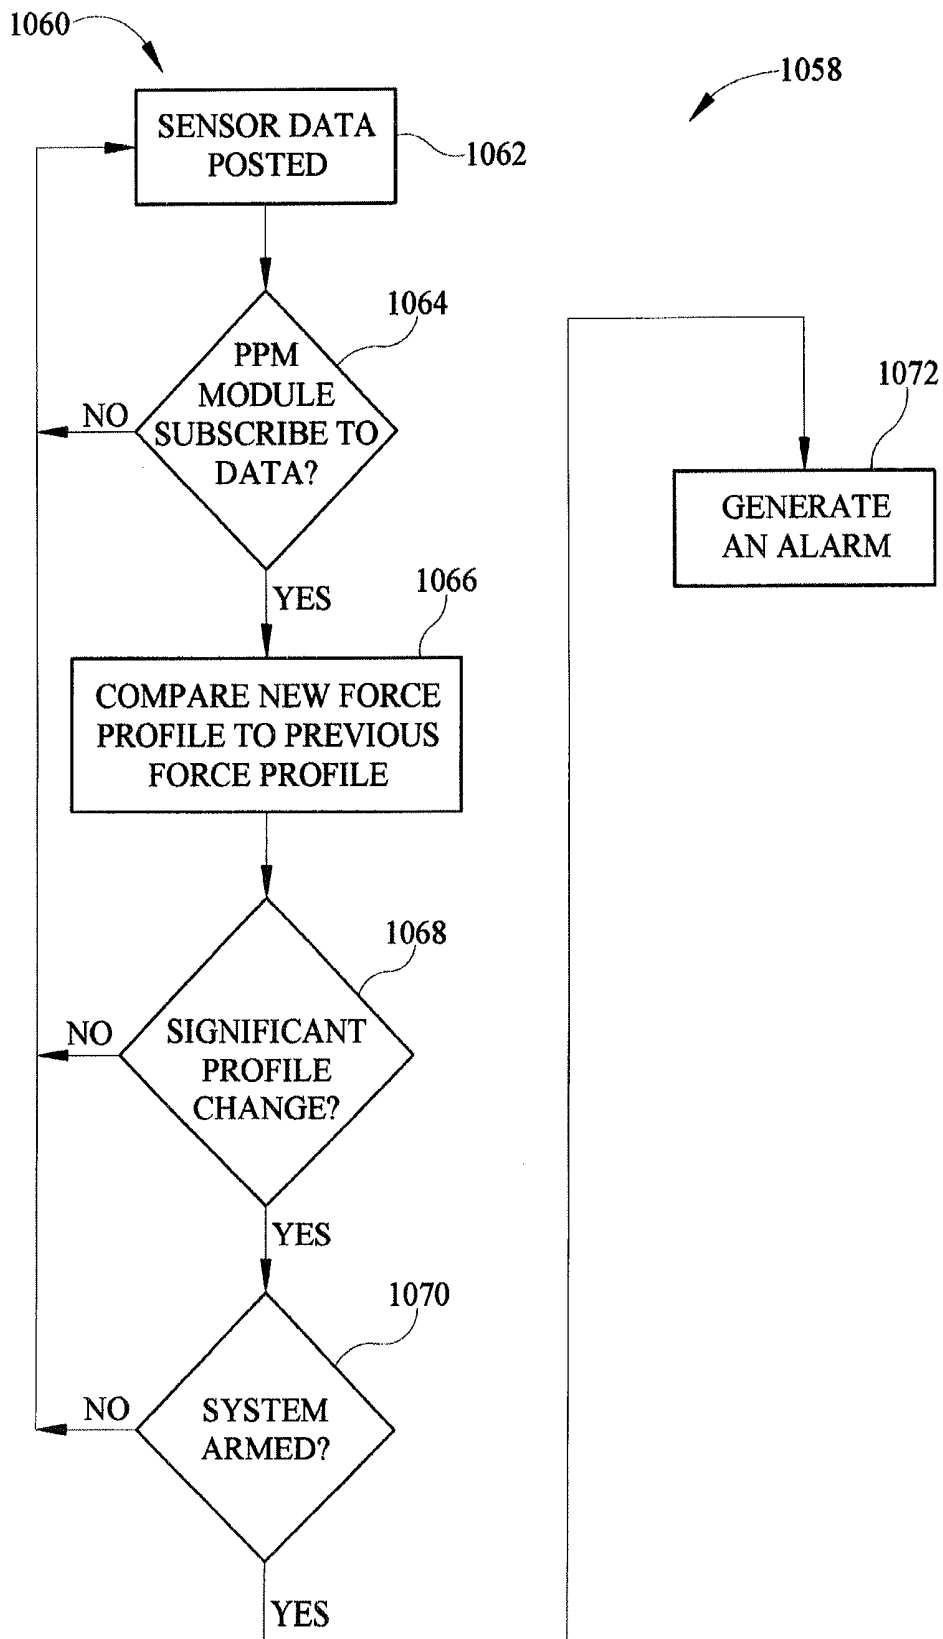 1060
1058
SENSOR DATA
POSTED
1062
1064
PPM
MODULE
SUBSCRIBE TO
DATA?
NO
YES
1066
COMPARE NEW FORCE
PROFILE TO PREVIOUS
FORCE PROFILE
1068
SIGNIFICANT
PROFILE
CHANGE?
NO
YES
1070
SYSTEM
ARMED?
NO
YES
1072
GENERATE
AN ALARM